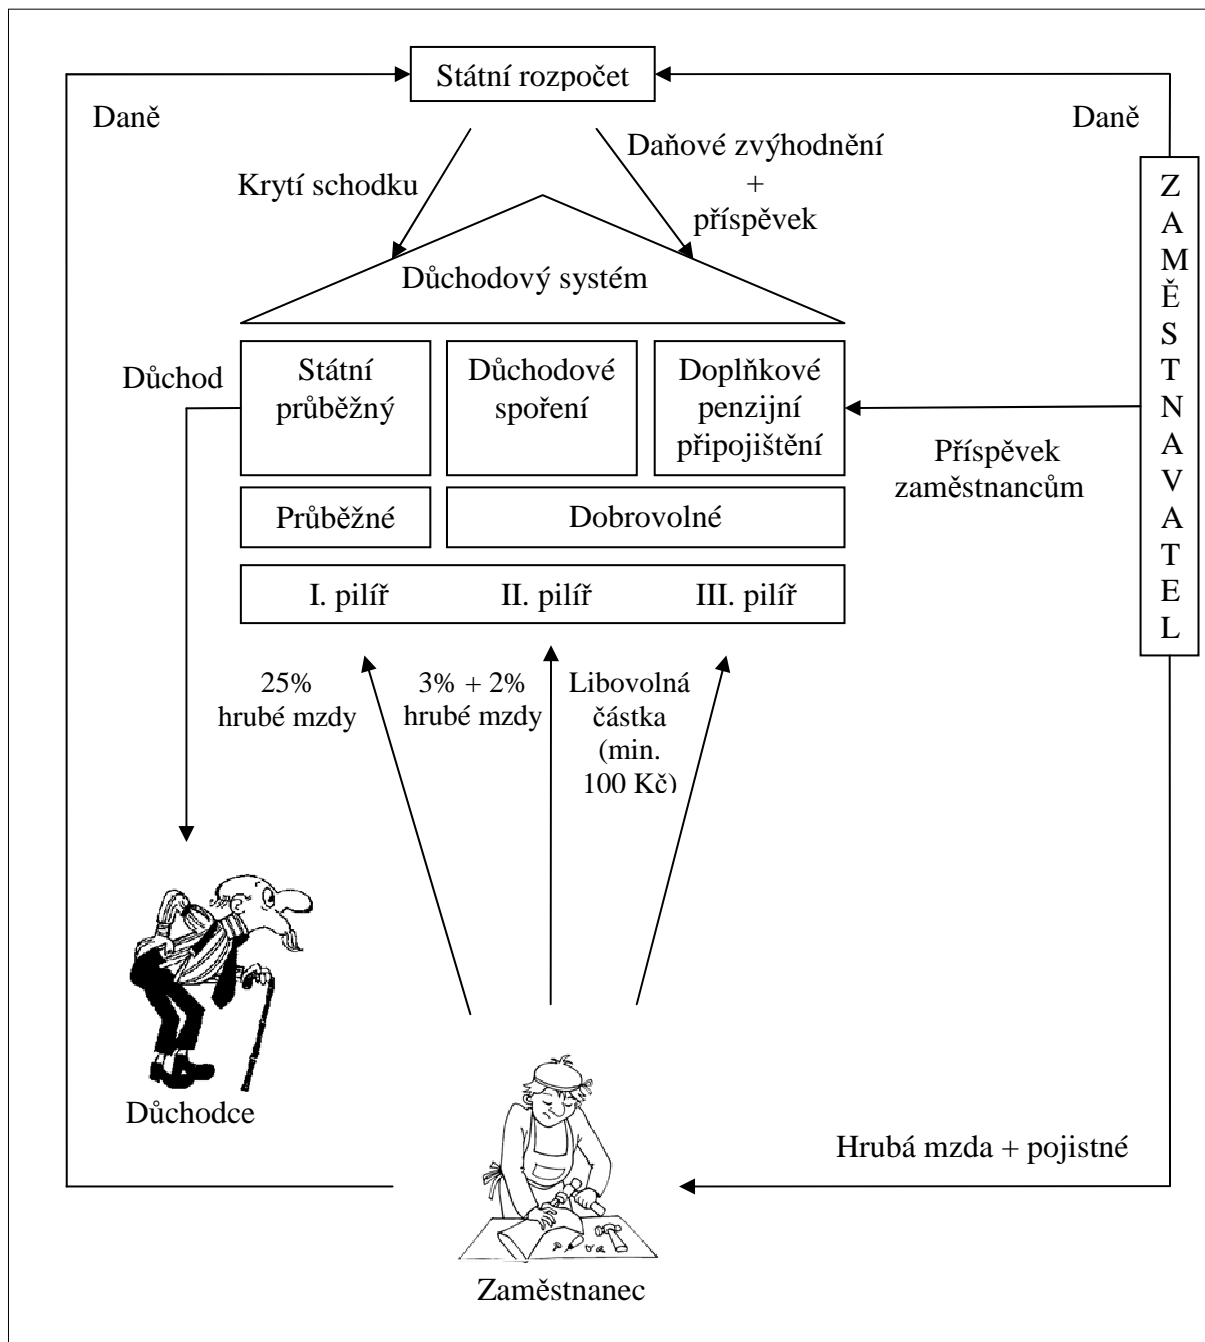 Státní rozpočet
Daně
Daně
Daňové zvýhodnění
+
příspěvek
Krytí schodku
Důchodový systém
ZAMĚSTNAVATEL
Důchod
Státní
průběžný
Důchodové
spoření
Doplňkové
penzijní
připojištění
Příspěvek
zaměstnancům
Průběžné
Dobrovolné
I. pilíř
II. pilíř
III. pilíř
25%
hrubé mzdy
3% + 2%
hrubé mzdy
Libovolná
částka
(min.
100 Kč)
Důchodce
Hrubá mzda + pojistné
Zaměstnanec